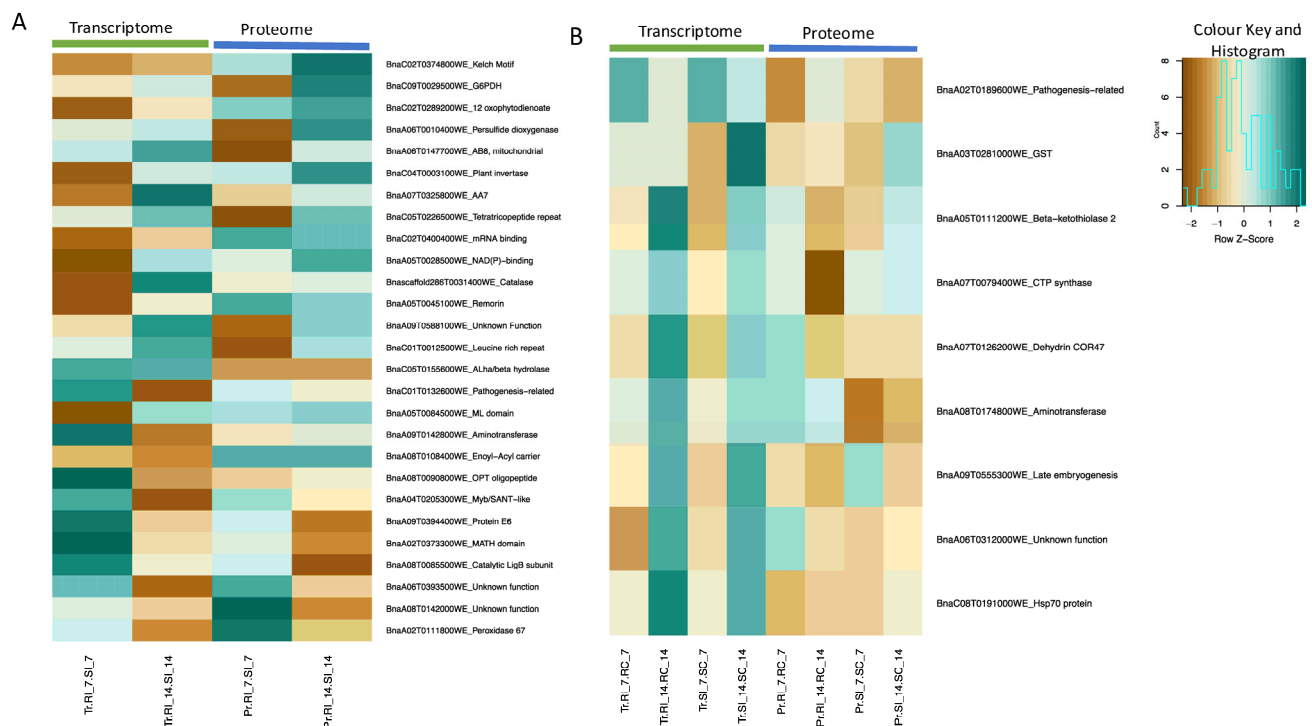 A
Transcriptome
Proteome
BnaC02T0374800WE_Kelch Motif
BnaC09T0029500WE_G6PDH
BnaC02T0289200WE_12 oxophytodienoate
BnaA06T0010400WE_Persulfide dioxygenase
BnaA06T0147700WE_AB8, mitochondrial
BnaC04T0003100WE_Plant invertase
BnaA07T0325800WE_AA7
BnaC05T0226500WE_Tetratricopeptide repeat
BnaC02T0400400WE_mRNA binding
BnaA05T0028500WE_NAD(P)-binding
Bnascaffold286T0031400WE_Catalase
BnaA05T0045100WE_Remorin
BnaA09T0588100WE_Unknown Function
BnaC01T0012500WE_Leucine rich repeat
BnaC05T0155600WE_ALha/beta hydrolase
BnaC01T0132600WE_Pathogenesis-related
BnaA05T0084500WE_ML domain
BnaA09T0142800WE_Aminotransferase
BnaA08T0108400WE_Enoyl-Acyl carrier
BnaA08T0090800WE_OPT oligopeptide
BnaA04T0205300WE_Myb/SANT-like
BnaA09T0394400WE_Protein E6
BnaA02T0373300WE_MATH domain
BnaA08T0085500WE_Catalytic LigB subunit
BnaA06T0393500WE_Unknown function
BnaA08T0142000WE_Unknown function
BnaA02T0111800WE_Peroxidase 67
Tr.RI_7.SI_7
Tr.RI_14.SI_14
Pr.RI_7.SI_7
Pr.RI_14.SI_14
B
Transcriptome
Proteome
BnaA02T0189600WE_Pathogenesis-related
BnaA03T0281000WE_GST
BnaA05T0111200WE_Beta-ketothiolase 2
BnaA07T0079400WE_CTP synthase
BnaA07T0126200WE_Dehydrin COR47
BnaA08T0174800WE_Aminotransferase
BnaA09T0555300WE_Late embryogenesis
BnaA06T0312000WE_Unknown function
BnaC08T0191000WE_Hsp70 protein
Tr.RI_7.RC_7
Tr.RI_14.RC_14
Tr.SI_7.SC_7
Tr.SI_14.SC_14
Pr.RI_7.RC_7
Pr.RI_14.RC_14
Pr.SI_7.SC_7
Pr.SI_14.SC_14
Colour Key and
Histogram
Count
8
6
4
2
0
−2 −1 0 1 2
Row Z−Score